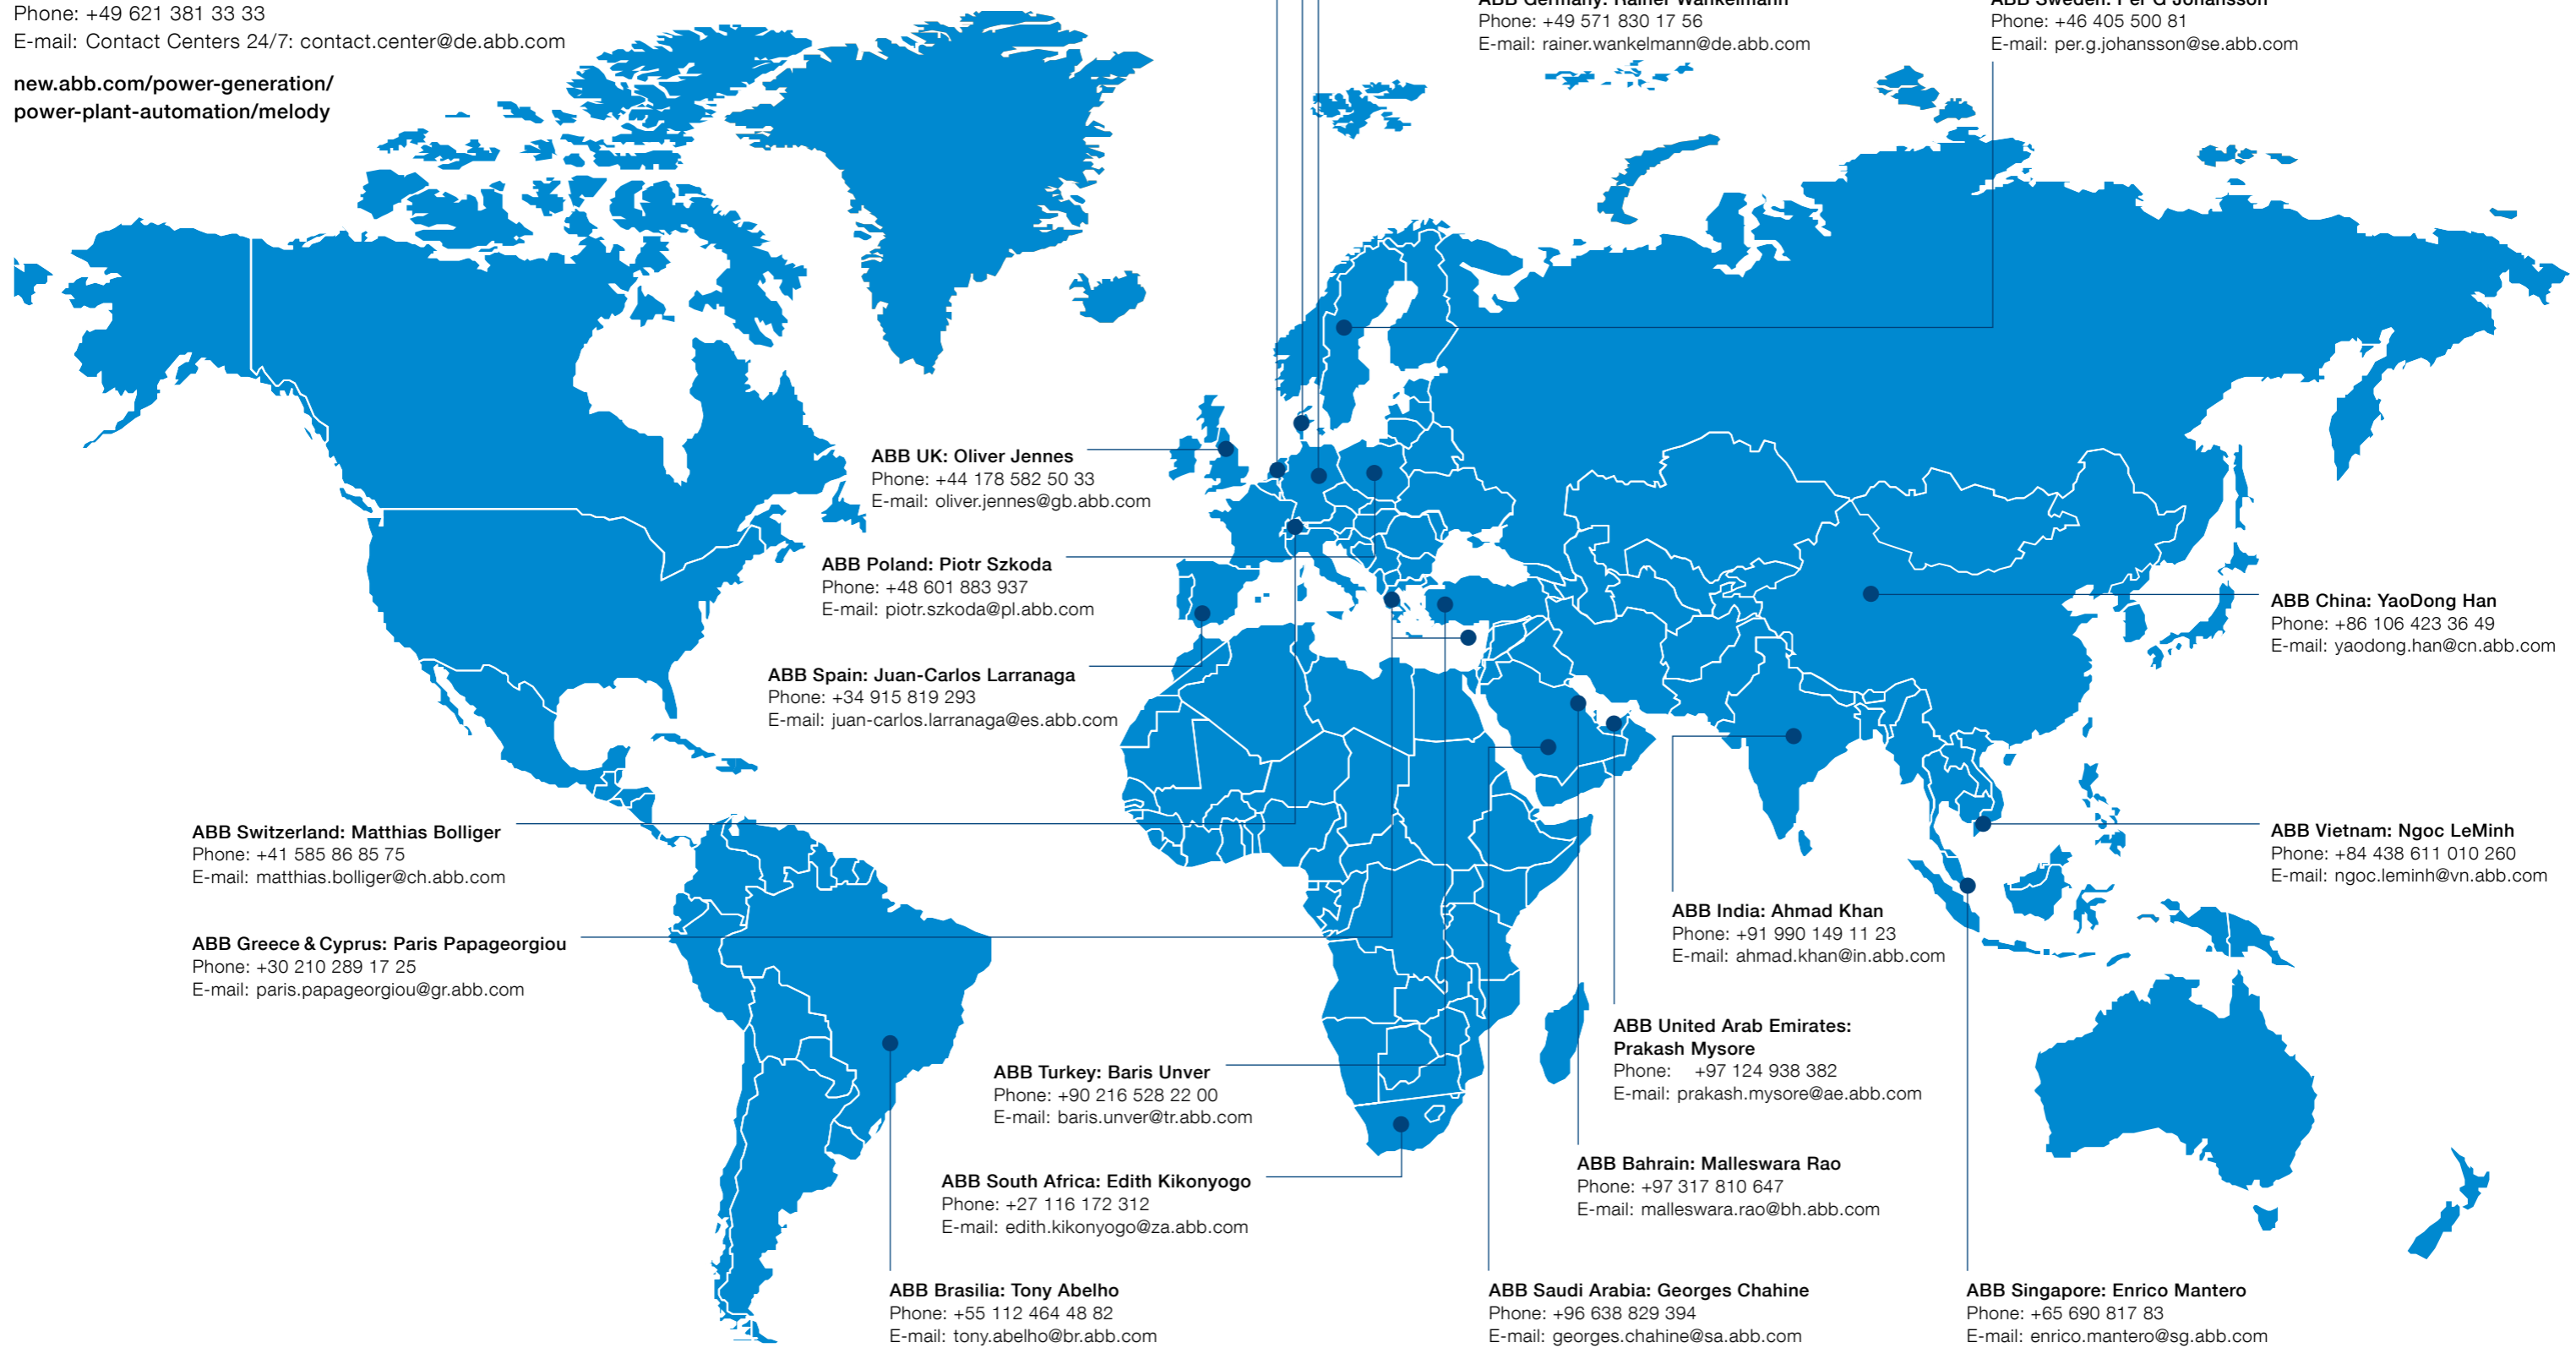 Phone: +49 621 381 33 33
E-mail: Contact Centers 24/7: contact.center@de.abb.com
new.abb.com/power-generation/
power-plant-automation/melody
ABB Germany: Rainer Wankelmann
Phone: +49 571 830 17 56
E-mail: rainer.wankelmann@de.abb.com
ABB Sweden: Per G Johansson
Phone: +46 405 500 81
E-mail: per.g.johansson@se.abb.com
ABB UK: Oliver Jennes
Phone: +44 178 582 50 33
E-mail: oliver.jennes@gb.abb.com
ABB Poland: Piotr Szkoda
Phone: +48 601 883 937
E-mail: piotr.szkoda@pl.abb.com
ABB Spain: Juan-Carlos Larranaga
Phone: +34 915 819 293
E-mail: juan-carlos.larranaga@es.abb.com
ABB China: YaoDong Han
Phone: +86 106 423 36 49
E-mail: yaodong.han@cn.abb.com
ABB Switzerland: Matthias Bolliger
Phone: +41 585 86 85 75
E-mail: matthias.bolliger@ch.abb.com
ABB Vietnam: Ngoc LeMinh
Phone: +84 438 611 010 260
E-mail: ngoc.leminh@vn.abb.com
ABB Greece & Cyprus: Paris Papageorgiou
Phone: +30 210 289 17 25
E-mail: paris.papageorgiou@gr.abb.com
ABB India: Ahmad Khan
Phone: +91 990 149 11 23
E-mail: ahmad.khan@in.abb.com
ABB United Arab Emirates:
Prakash Mysore
Phone: +97 124 938 382
E-mail: prakash.mysore@ae.abb.com
ABB Turkey: Baris Unver
Phone: +90 216 528 22 00
E-mail: baris.unver@tr.abb.com
ABB Bahrain: Malleswara Rao
Phone: +97 317 810 647
E-mail: malleswara.rao@bh.abb.com
ABB South Africa: Edith Kikonyogo
Phone: +27 116 172 312
E-mail: edith.kikonyogo@za.abb.com
ABB Brasilia: Tony Abelho
Phone: +55 112 464 48 82
E-mail: tony.abelho@br.abb.com
ABB Saudi Arabia: Georges Chahine
Phone: +96 638 829 394
E-mail: georges.chahine@sa.abb.com
ABB Singapore: Enrico Mantero
Phone: +65 690 817 83
E-mail: enrico.mantero@sg.abb.com